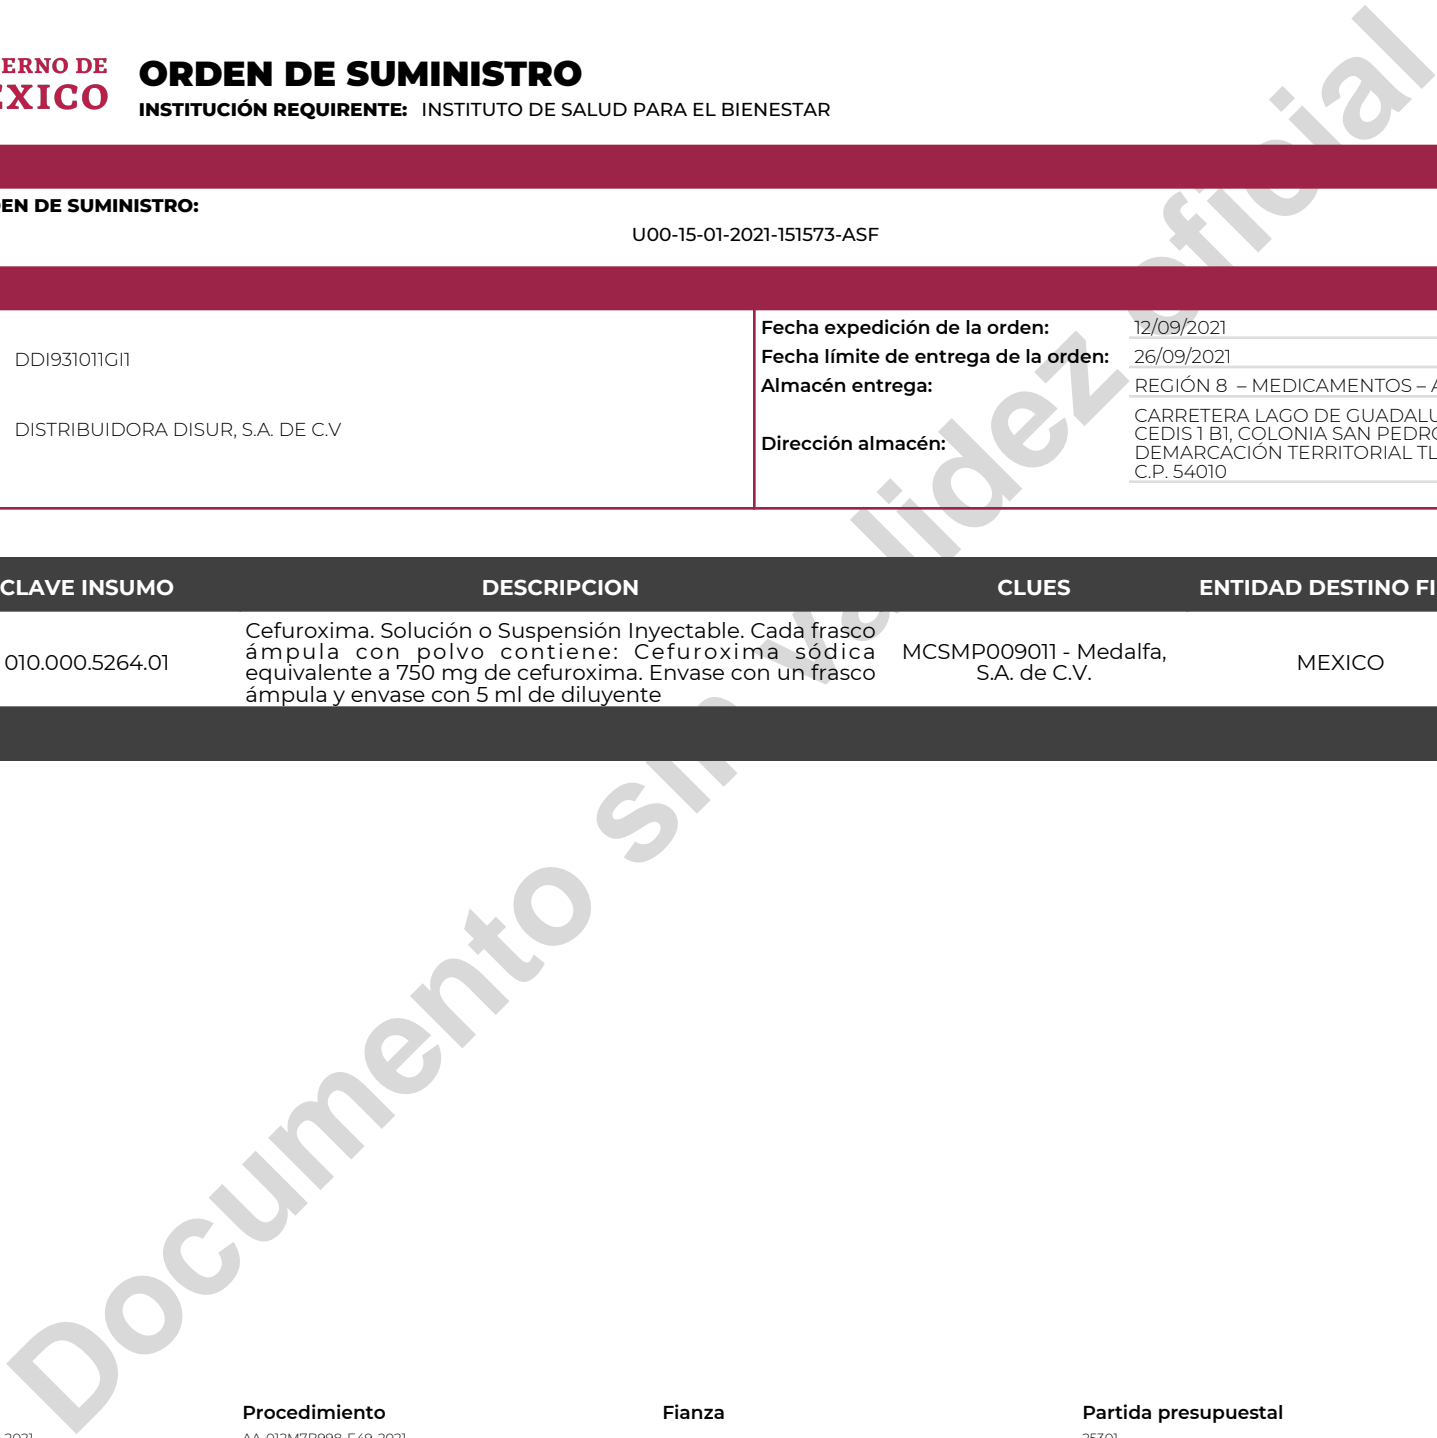 ERNO DE
EXICO
ORDEN DE SUMINISTRO
INSTITUCIÓN REQUIRENTE: INSTITUTO DE SALUD PARA EL BIENESTAR
EN DE SUMINISTRO:
U00-15-01-2021-151573-ASF
DDI931011GI1
DISTRIBUIDORA DISUR, S.A. DE C.V
Fecha expedición de la orden: 12/09/2021
Fecha límite de entrega de la orden: 26/09/2021
Almacén entrega: REGIÓN 8 – MEDICAMENTOS – A
Dirección almacén:
CARRETERA LAGO DE GUADALU
CEDIS 1 B1, COLONIA SAN PEDRO
DEMARCACIÓN TERRITORIAL TL
C.P. 54010
CLAVE INSUMO DESCRIPCION CLUES ENTIDAD DESTINO FI
010.000.5264.01
Cefuroxima. Solución o Suspensión Inyectable. Cada frasco
ámpula con polvo contiene: Cefuroxima sódica
equivalente a 750 mg de cefuroxima. Envase con un frasco
ámpula y envase con 5 ml de diluyente
MCSMP009011 - Medalfa,
S.A. de C.V.
MEXICO
Documento sin validez oficial
Procedimiento Fianza Partida presupuestal